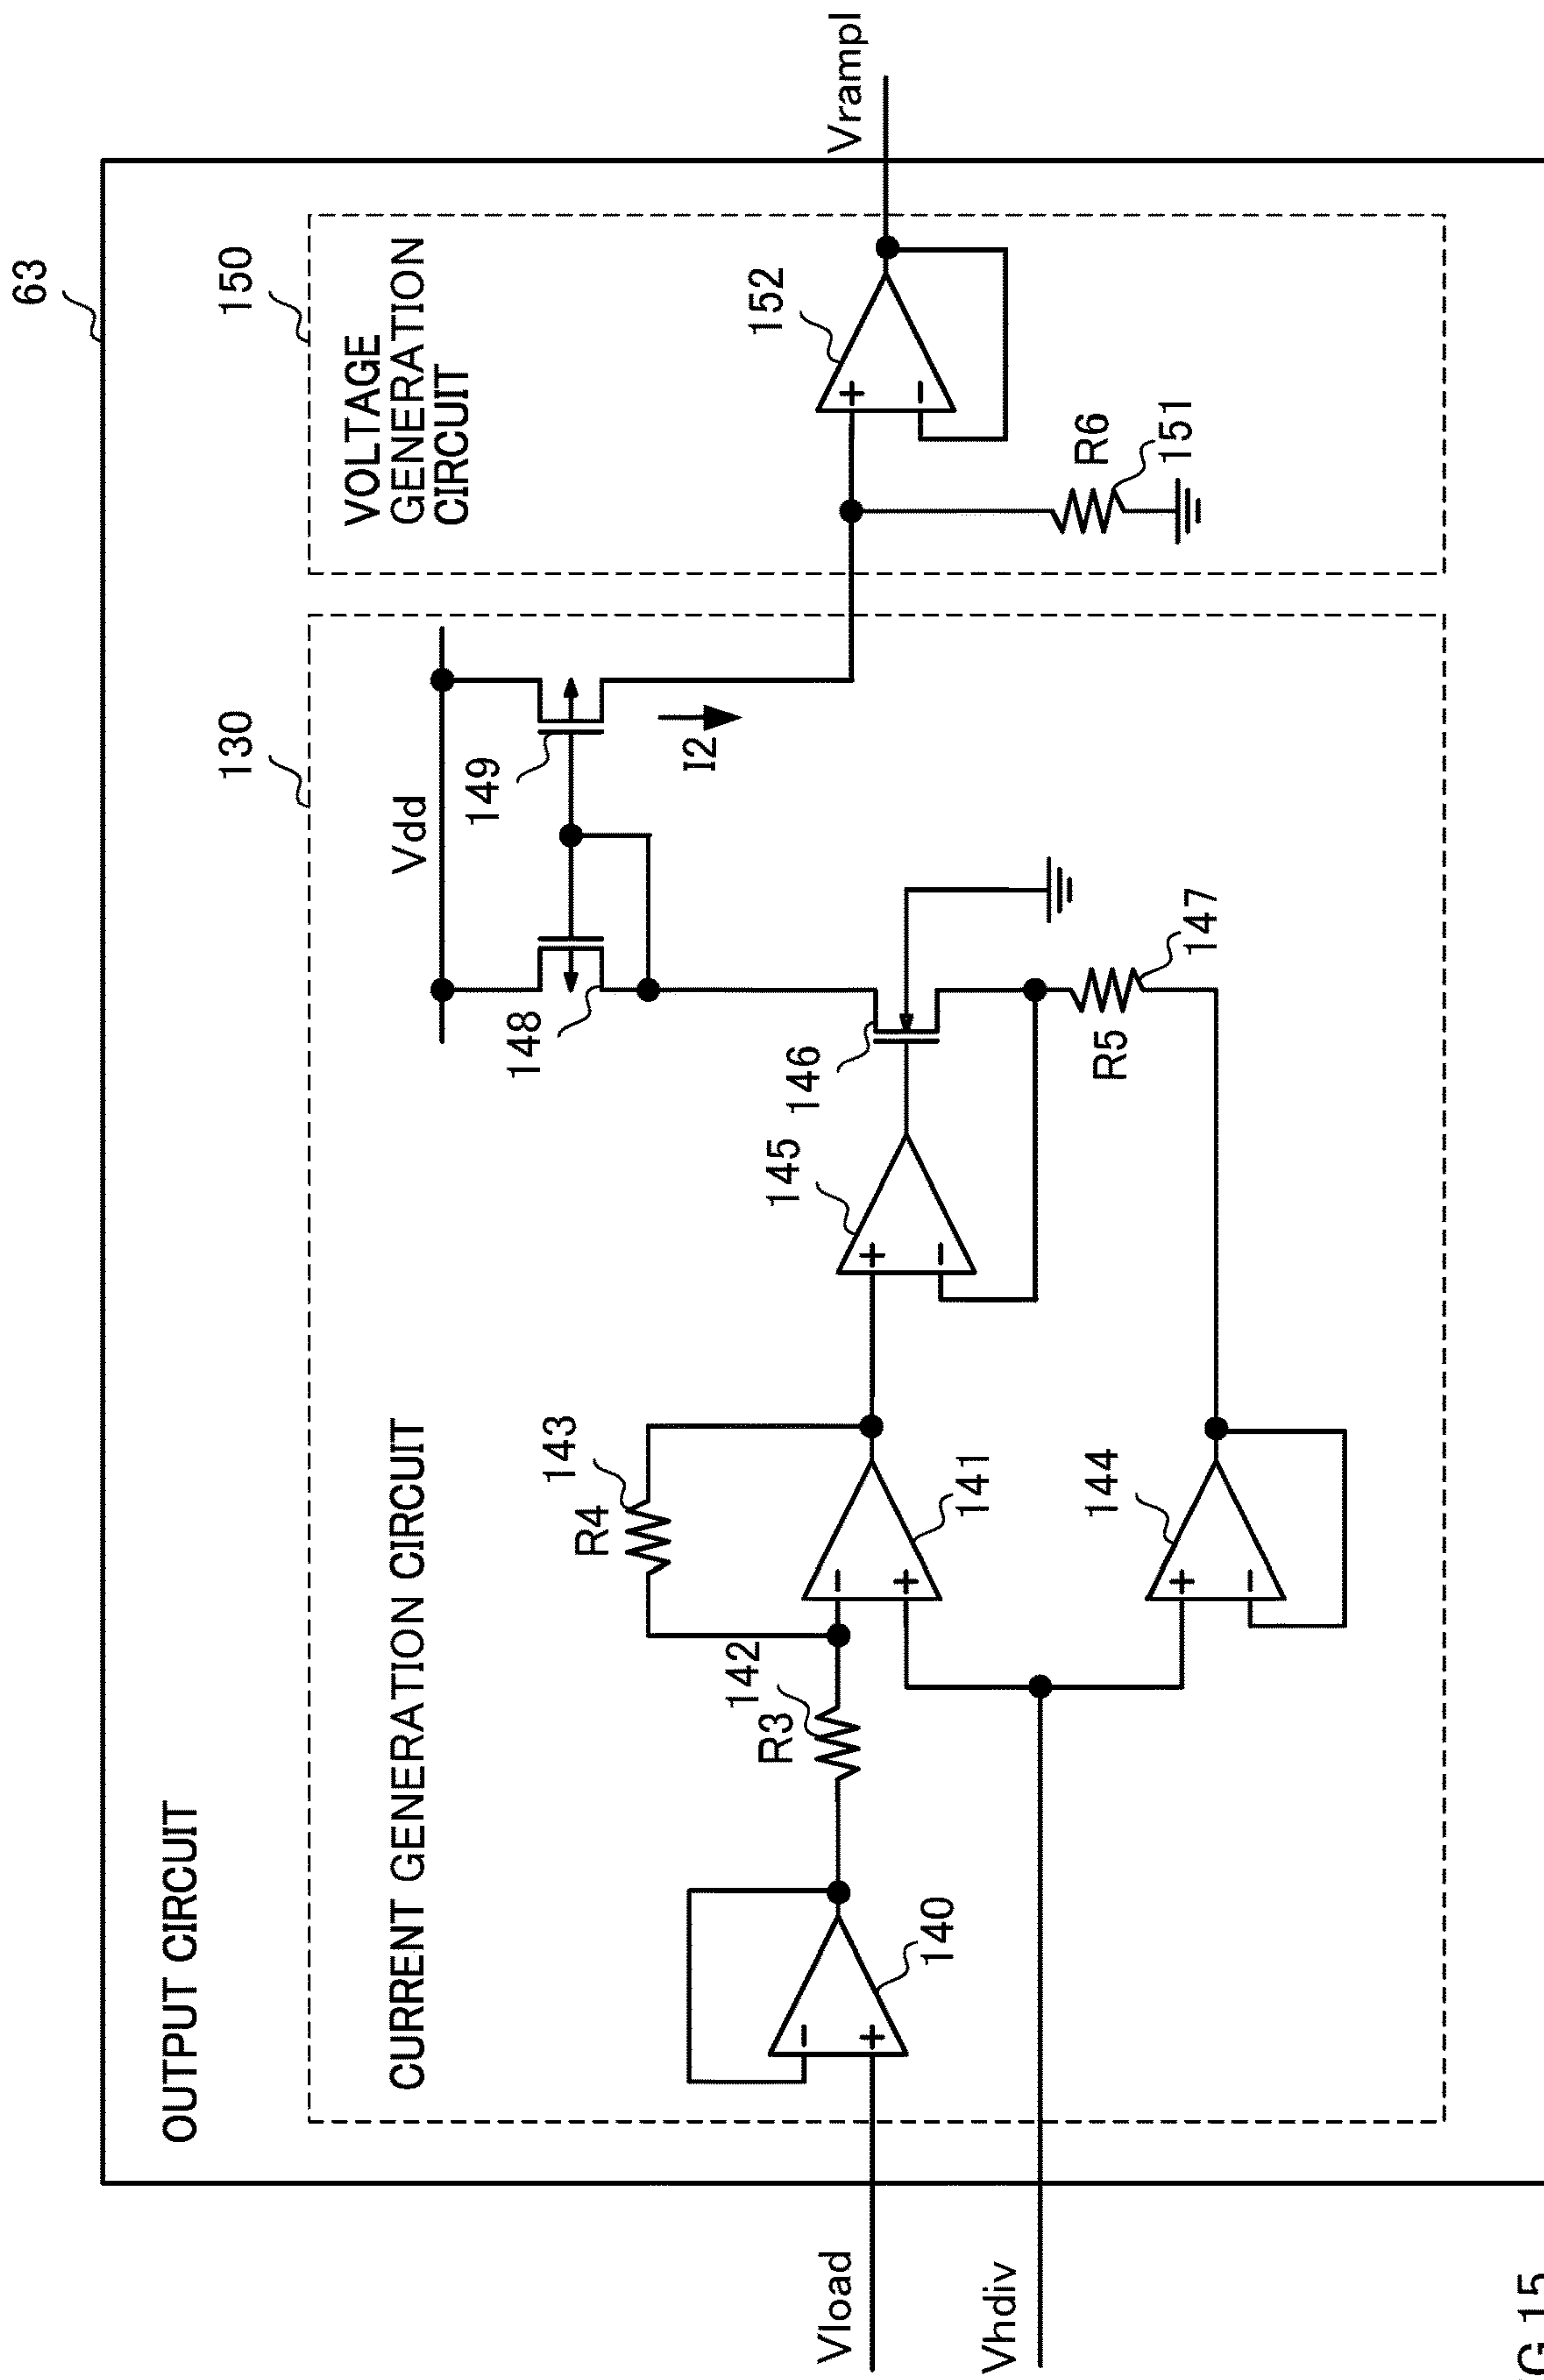 63
OUTPUT CIRCUIT
130
150
CURRENT GENERATION CIRCUIT
VOLTAGE
GENERATION
CIRCUIT
Vdd
148
149
I2
R4
143
R3
142
140
141
145
146
144
R5
147
152
R6
151
Vload
Vhdiv
Vrampl
G.15